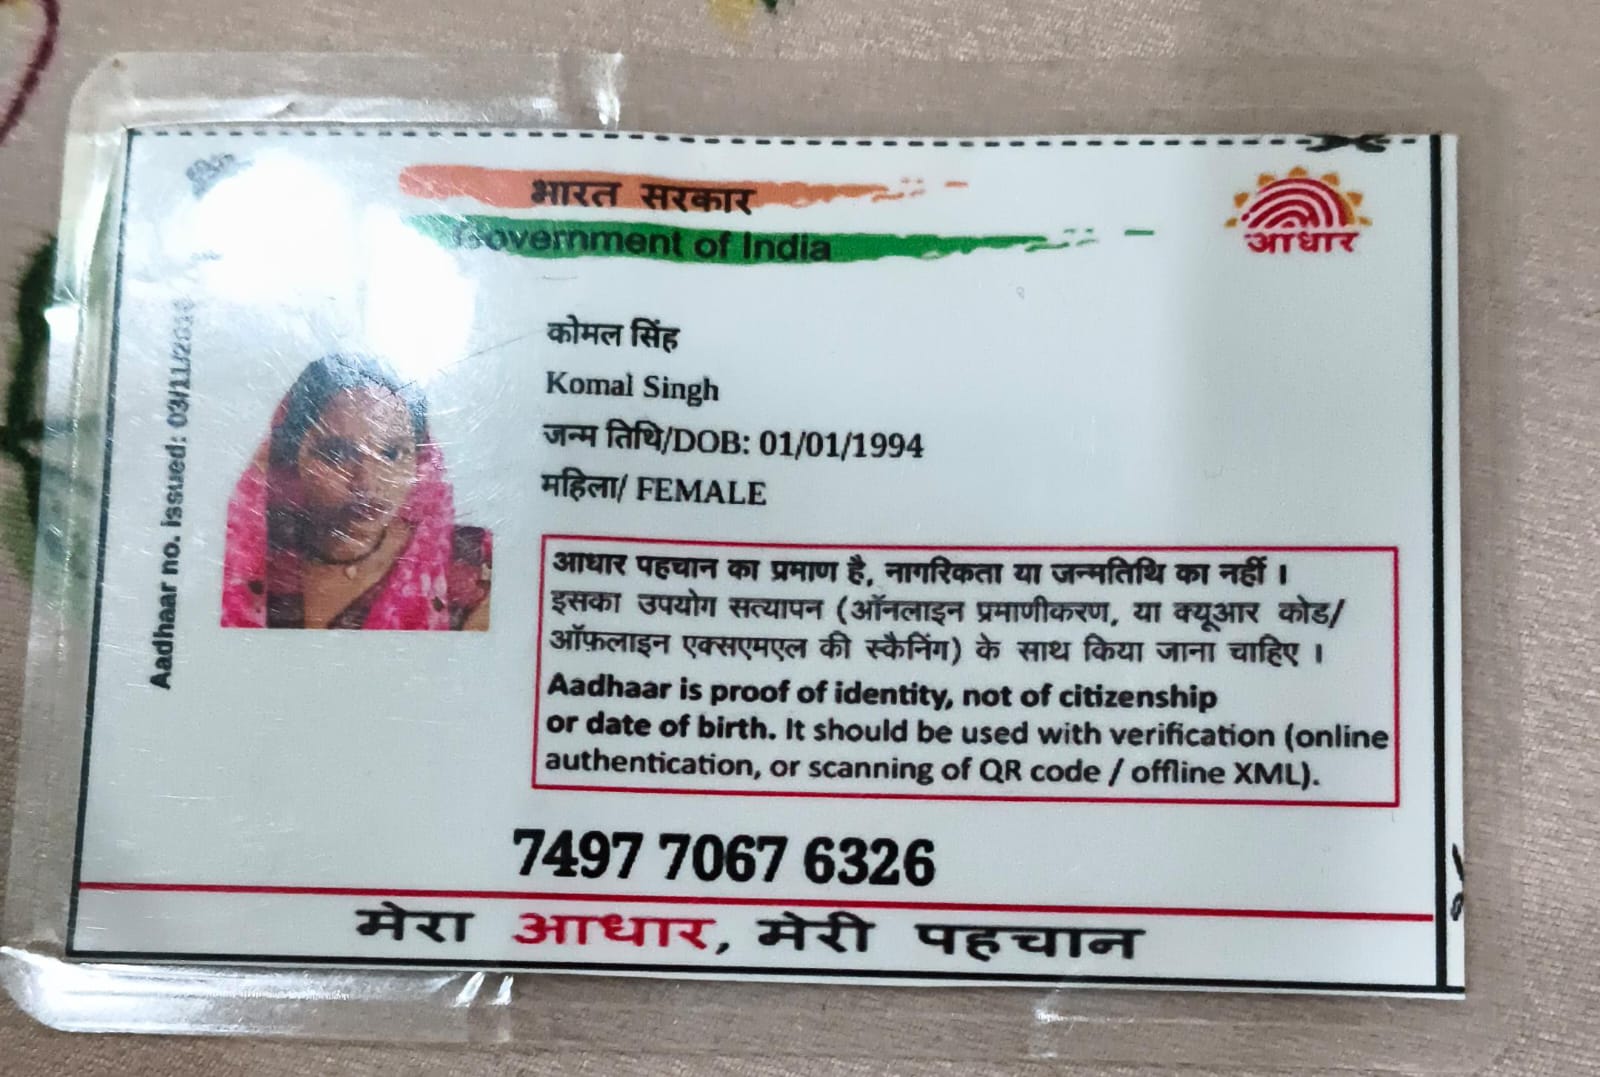 भारत सरकार
Government of India
आधार
Aadhaar no. issued: 03/11/
कोमल सिंह
Komal Singh
जन्म तिथि/DOB: 01/01/1994
महिला/ FEMALE
आधार पहचान का प्रमाण है, नागरिकता या जन्मतिथि का नहीं ।
इसका उपयोग सत्यापन (ऑनलाइन प्रमाणीकरण, या क्यूआर कोड/
ऑफ़लाइन एक्सएमएल की स्कैनिंग) के साथ किया जाना चाहिए ।
Aadhaar is proof of identity, not of citizenship
or date of birth. It should be used with verification (online
authentication, or scanning of QR code / offline XML).
7497 7067 6326
मेरा आधार, मेरी पहचान